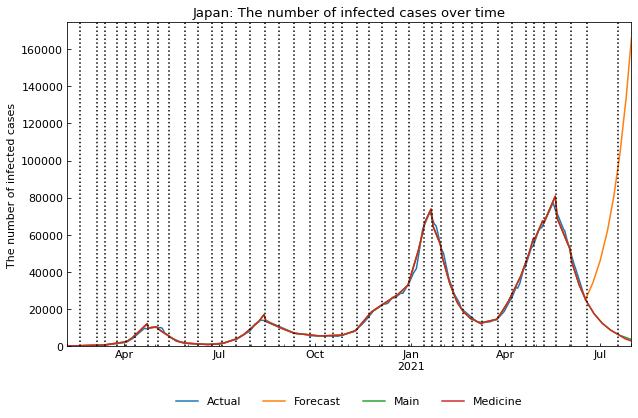 Japan: The number of infected cases over time
The number of infected cases
160000
140000
120000
100000
80000
60000
40000
20000
0
Apr Jul Oct Jan Apr Jul
2021
Actual Forecast Main Medicine